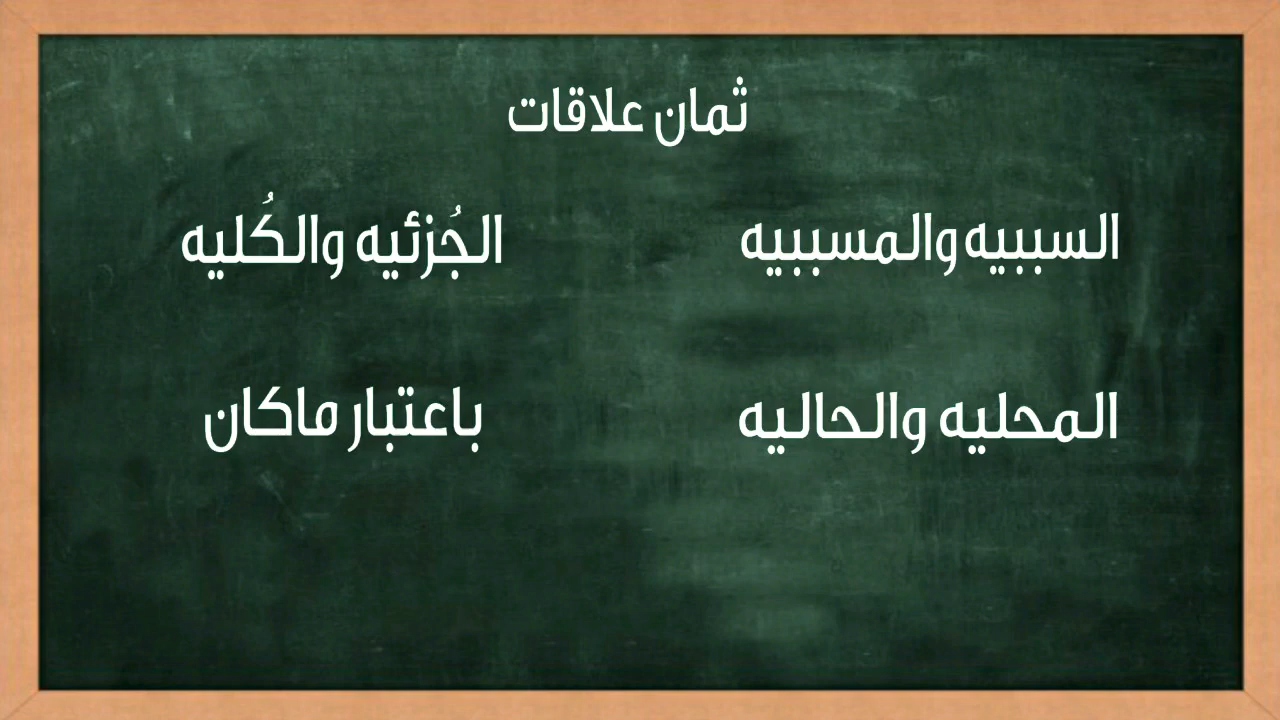 ثمان علاقات
السببيه والمسببيه
الجُزئيه والكُليه
المحليه والحاليه
باعتبار ماكان